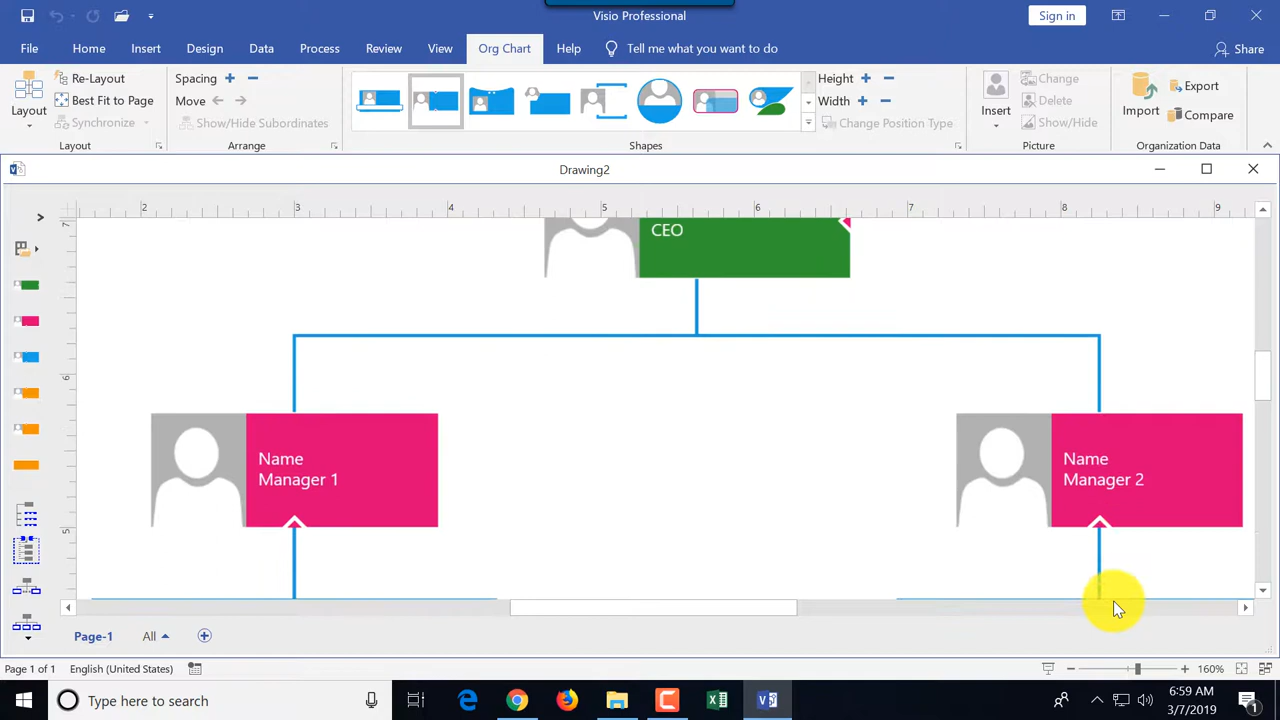 Visio Professional
Sign in
File Home Insert Design Data Process Review View Org Chart Help Tell me what you want to do Share
Layout
Re-Layout
Best Fit to Page
Synchronize
Layout
Spacing
Move
Show/Hide Subordinates
Arrange
Shapes
Height
Width
Change Position Type
Insert
Change
Delete
Show/Hide
Picture
Import
Export
Compare
Organization Data
Drawing2
2 3 4 5 6 7 8 9
7
6
5
CEO
Name
Manager 1
Name
Manager 2
Page-1 All
Page 1 of 1 English (United States) 160%
Type here to search
6:59 AM
3/7/2019
1